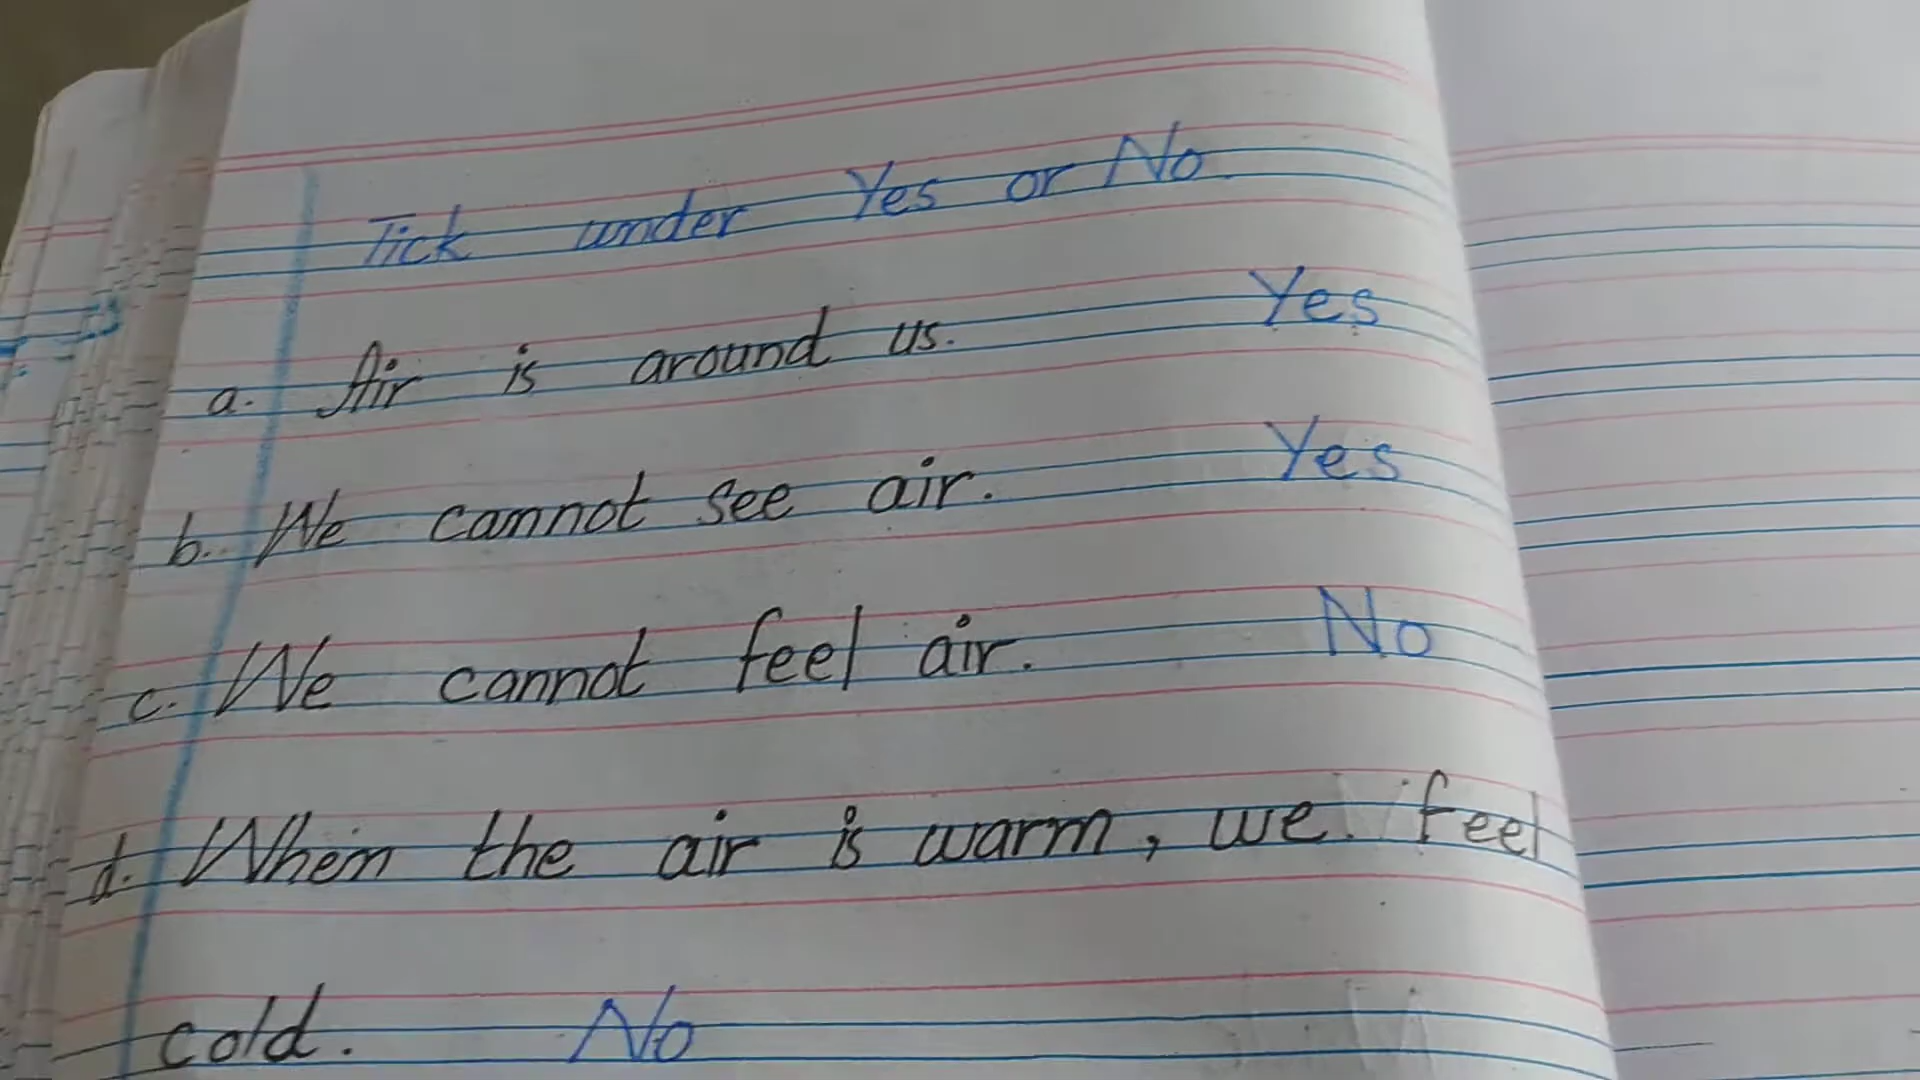 Tick under Yes or No.
a. Air is around us. Yes
b. We cannot see air. Yes
c. We cannot feel air. No
d. When the air is warm, we feel
cold. No